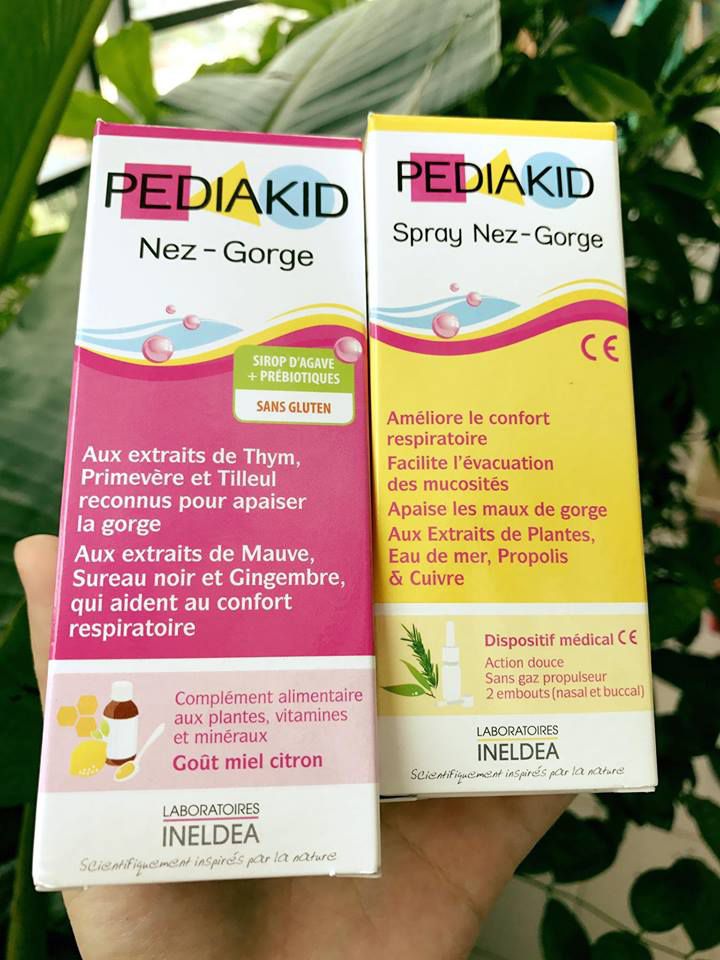 PEDIAKID
Nez-Gorge
SIROP D'AGAVE
+ PRÉBIOTIQUES
SANS GLUTEN
Aux extraits de Thym,
Primevère et Tilleul
reconnus pour apaiser
la gorge
Aux extraits de Mauve,
Sureau noir et Gingembre,
qui aident au confort
respiratoire
Complément alimentaire
aux plantes, vitamines
et minéraux
Goût miel citron
LABORATOIRES
INELDEA
Scientifiquement inspirés par la nature
PEDIAKID
Spray Nez-Gorge
CE
Améliore le confort
respiratoire
Facilite l'évacuation
des mucosités
Apaise les maux de gorge
Aux Extraits de Plantes,
Eau de mer, Propolis
& Cuivre
Dispositif médical CE
Action douce
Sans gaz propulseur
2 embouts (nasal et buccal)
LABORATOIRES
INELDEA
Scientifiquement inspirés par la nature